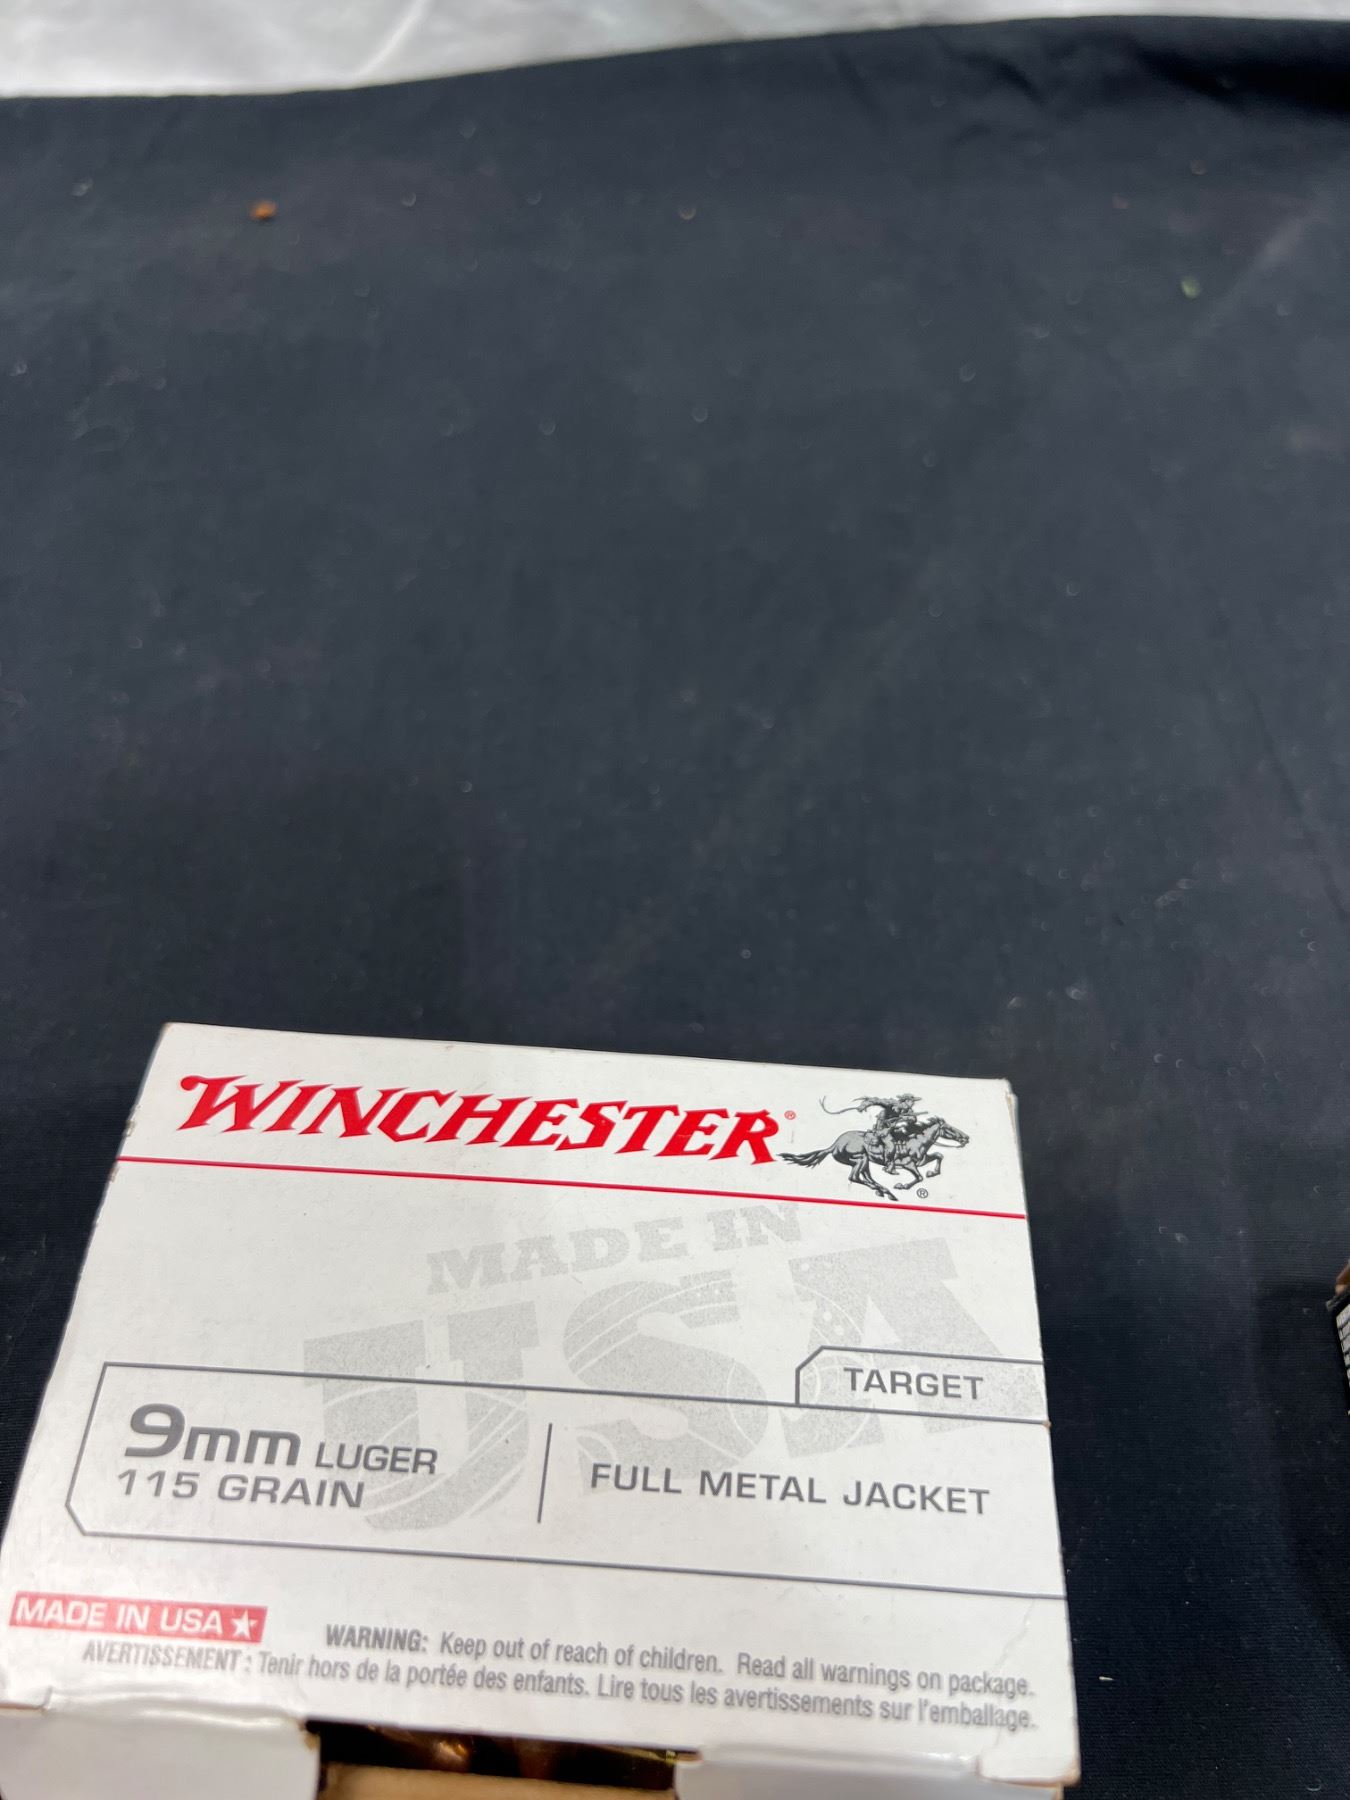 WINCHESTER®
®
MADE IN
USA
TARGET
9mm LUGER
115 GRAIN
FULL METAL JACKET
MADE IN USA★
WARNING: Keep out of reach of children. Read all warnings on package.
AVERTISSEMENT : Tenir hors de la portée des enfants. Lire tous les avertissements sur l'emballage.